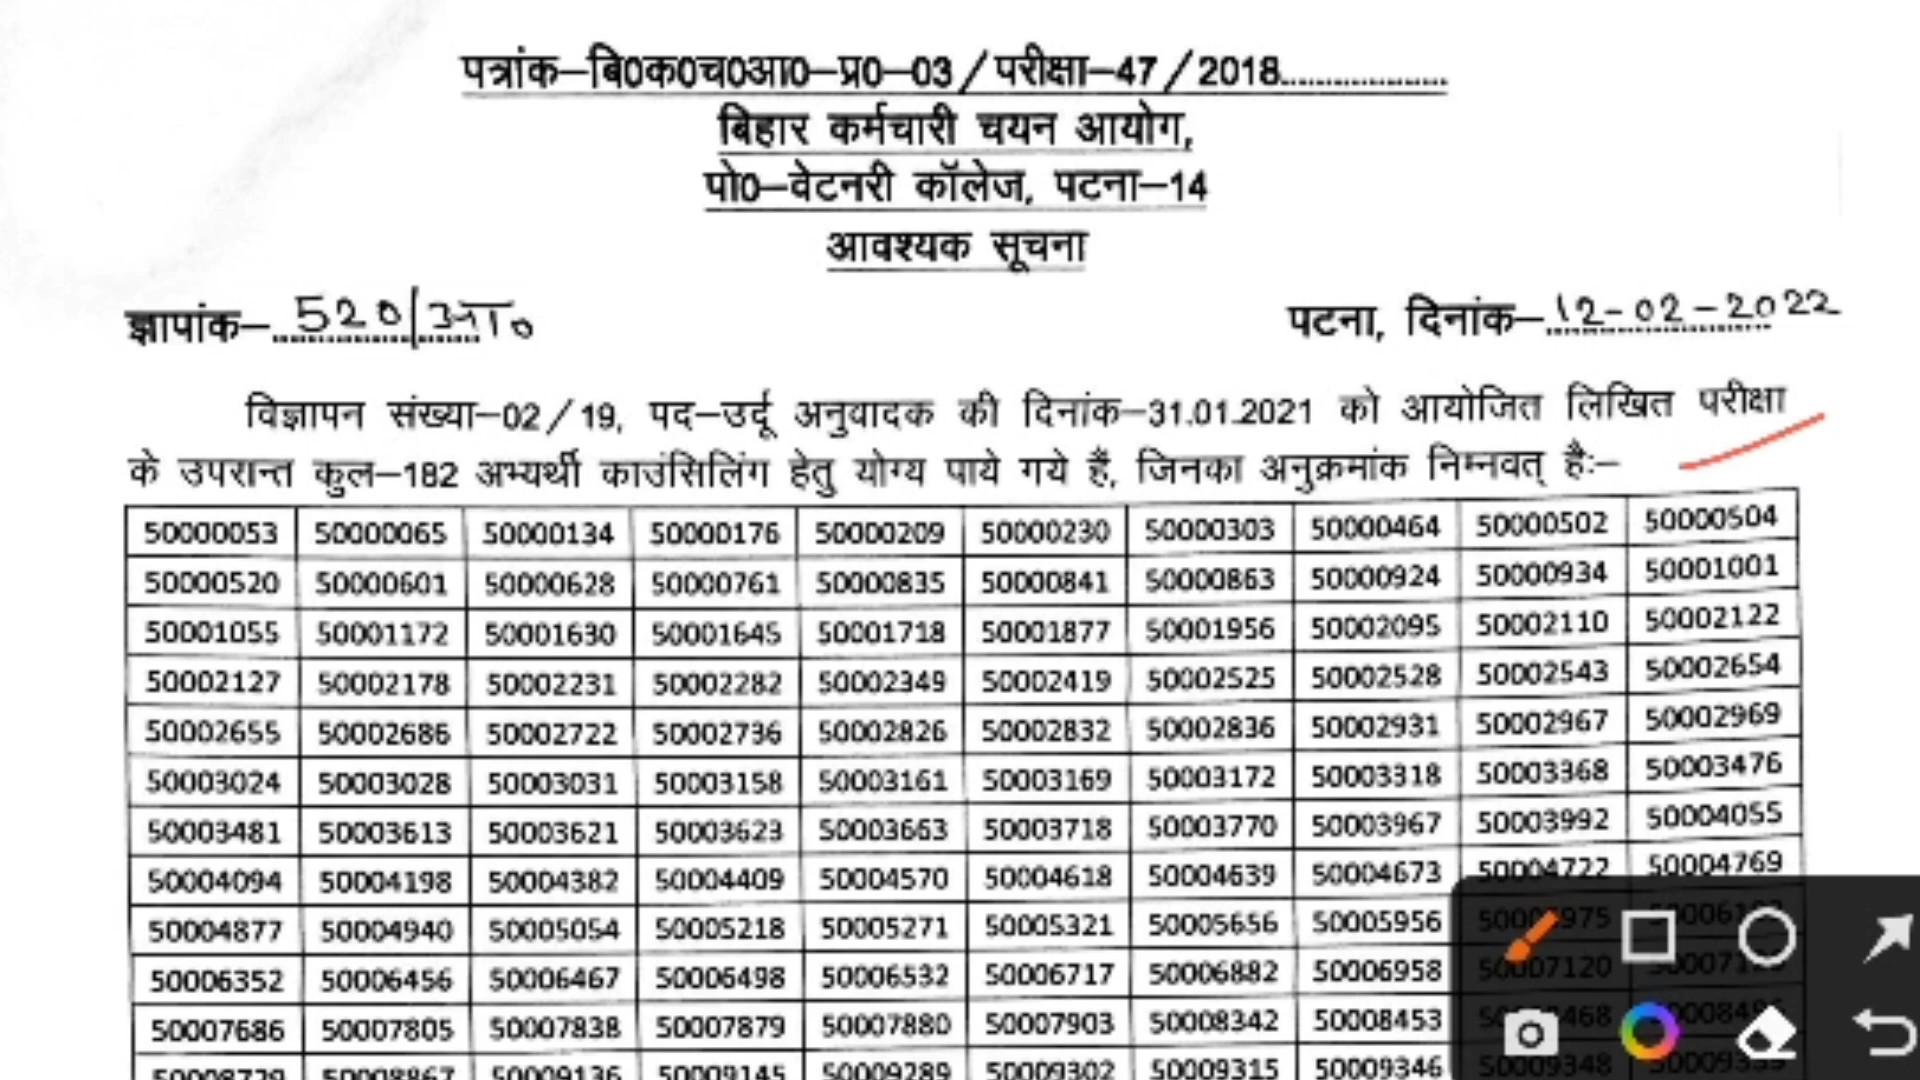 पत्रांक–बि0क0च0आ0–प्र0–03/परीक्षा–47/2018....................
बिहार कर्मचारी चयन आयोग,
पो0–वेटनरी कॉलेज, पटना–14
आवश्यक सूचना
ज्ञापांक– 520/आ0 पटना, दिनांक–12-02-2022
विज्ञापन संख्या–02/19, पद–उर्दू अनुवादक की दिनांक–31.01.2021 को आयोजित लिखित परीक्षा
के उपरान्त कुल–182 अभ्यर्थी काउंसिलिंग हेतु योग्य पाये गये हैं, जिनका अनुक्रमांक निम्नवत् है:–
50000053 50000065 50000134 50000176 50000209 50000230 50000303 50000464 50000502 50000504
50000520 50000601 50000628 50000761 50000835 50000841 50000863 50000924 50000934 50001001
50001055 50001172 50001630 50001645 50001718 50001877 50001956 50002095 50002110 50002122
50002127 50002178 50002231 50002282 50002349 50002419 50002525 50002528 50002543 50002654
50002655 50002686 50002722 50002736 50002826 50002832 50002836 50002931 50002967 50002969
50003024 50003028 50003031 50003158 50003161 50003169 50003172 50003318 50003368 50003476
50003481 50003613 50003621 50003623 50003663 50003718 50003770 50003967 50003992 50004055
50004094 50004198 50004382 50004409 50004570 50004618 50004639 50004673 50004722 50004769
50004877 50004940 50005054 50005218 50005271 50005321 50005656 50005956
50006352 50006456 50006467 50006498 50006532 50006717 50006882 50006958 50007120
50007686 50007805 50007838 50007879 50007880 50007903 50008342 50008453
50008729 50008867 50009136 50009145 50009289 50009302 50009315 50009346 50009348